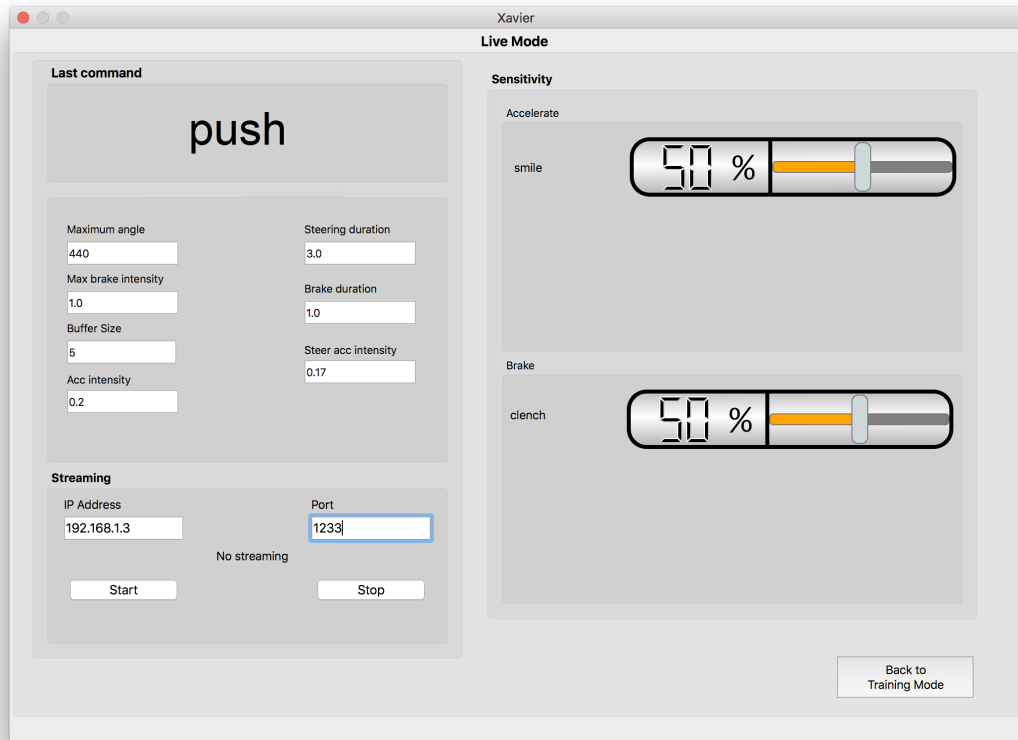 Xavier
Live Mode
Last command
push
Maximum angle
440
Max brake intensity
1.0
Buffer Size
5
Acc intensity
0.2
Steering duration
3.0
Brake duration
1.0
Steer acc intensity
0.17
Streaming
IP Address
192.168.1.3
Port
1233
No streaming
Start
Stop
Sensitivity
Accelerate
smile
50 %
Brake
clench
50 %
Back to
Training Mode